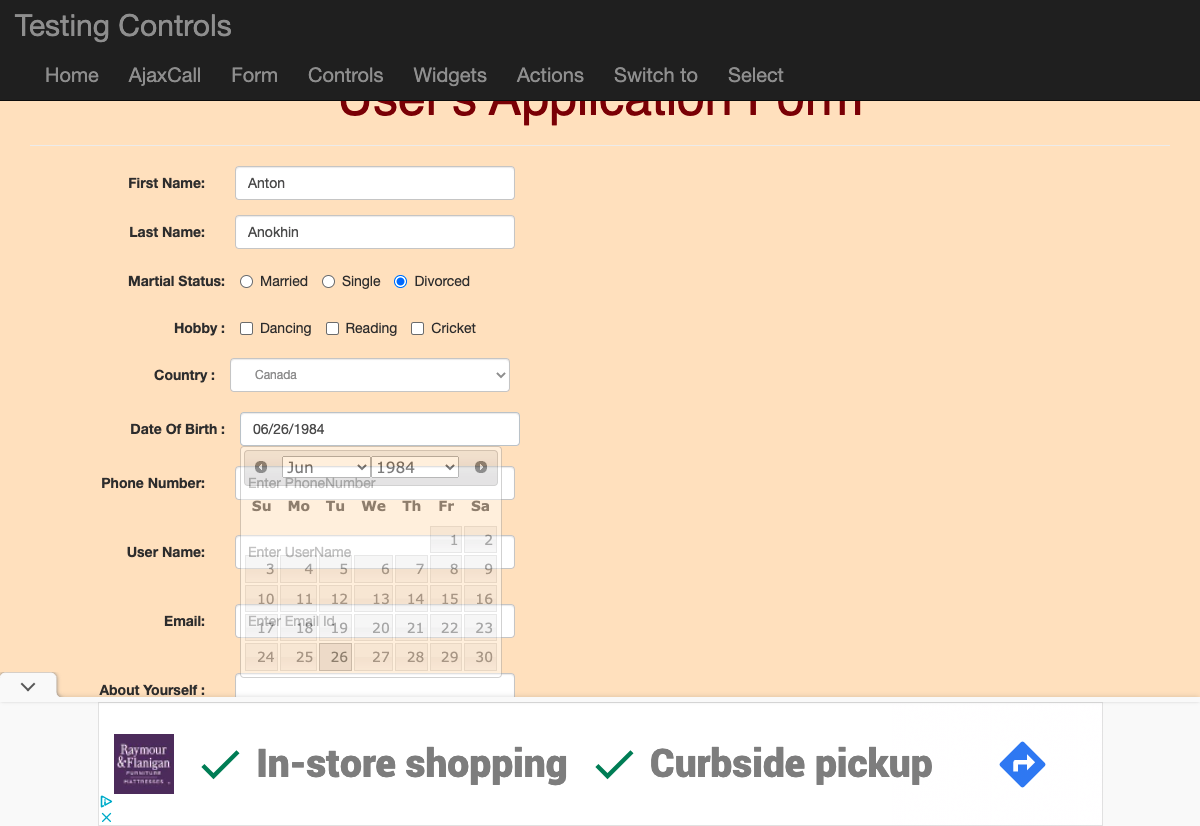 Testing Controls
Home AjaxCall Form Controls Widgets Actions Switch to Select
User's Application Form
First Name: Anton
Last Name: Anokhin
Martial Status: Married Single Divorced
Hobby : Dancing Reading Cricket
Country : Canada
Date Of Birth : 06/26/1984
Jun 1984
Phone Number: Enter PhoneNumber
Su Mo Tu We Th Fr Sa
1 2
User Name: Enter UserName
3 4 5 6 7 8 9
10 11 12 13 14 15 16
Email: Enter Email Id
17 18 19 20 21 22 23
24 25 26 27 28 29 30
About Yourself :
Raymour
&Flanigan
FURNITURE
MATTRESSES
In-store shopping Curbside pickup